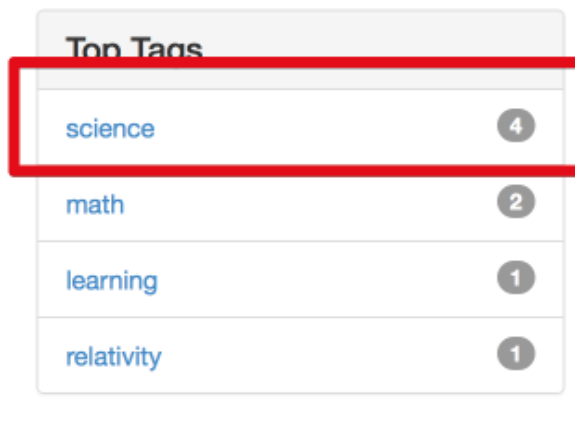 Top Tags
science 4
math 2
learning 1
relativity 1